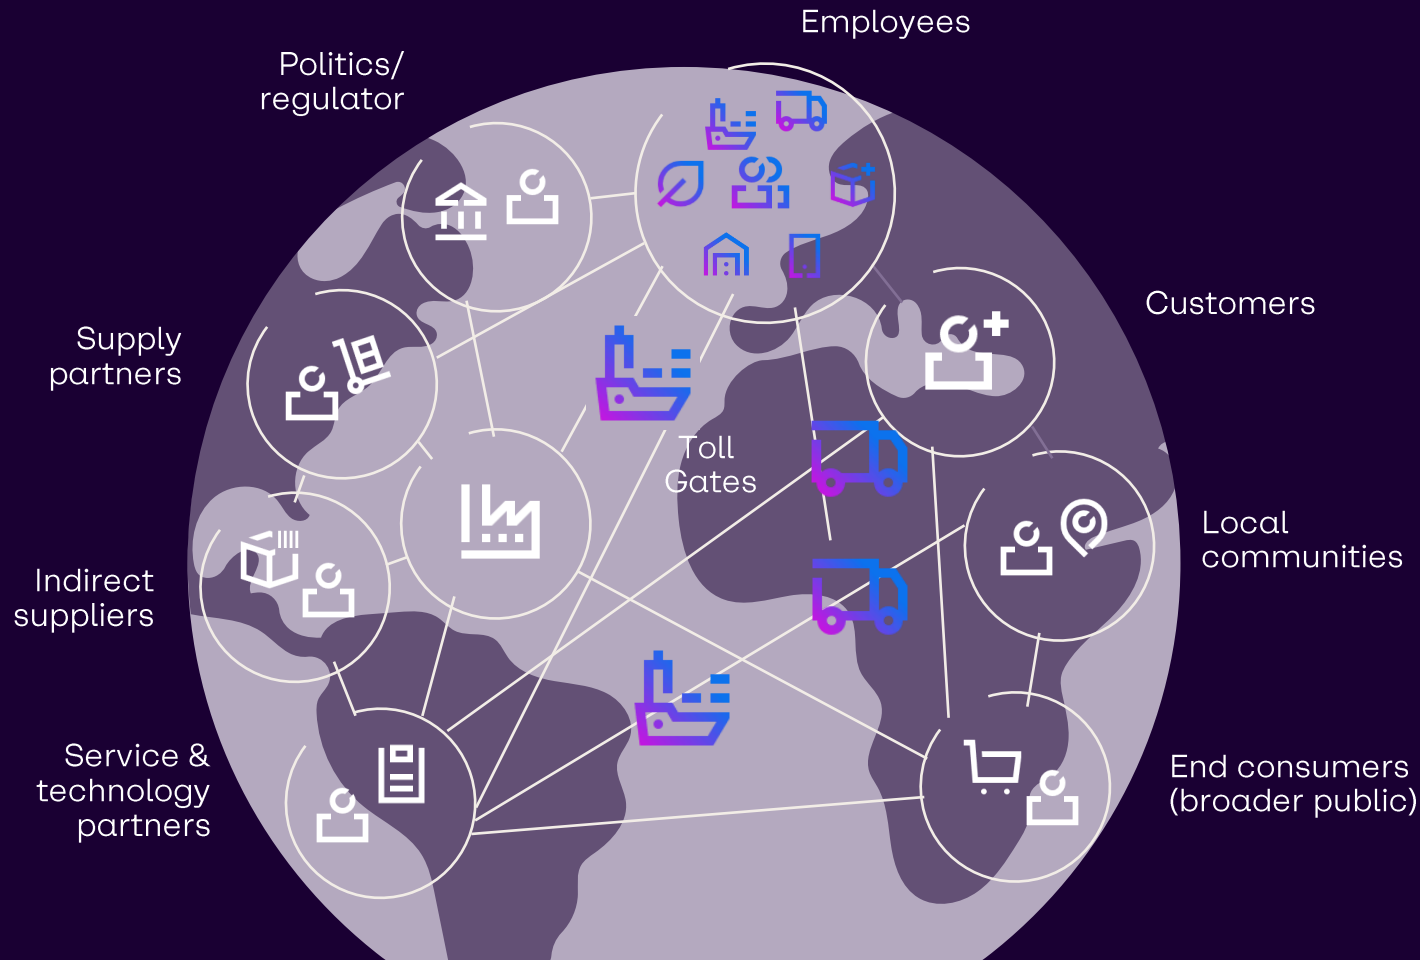 Employees
Politics/
regulator
Customers
Supply
partners
Toll
Gates
Local
communities
Indirect
suppliers
Service &
technology
partners
End consumers
(broader public)